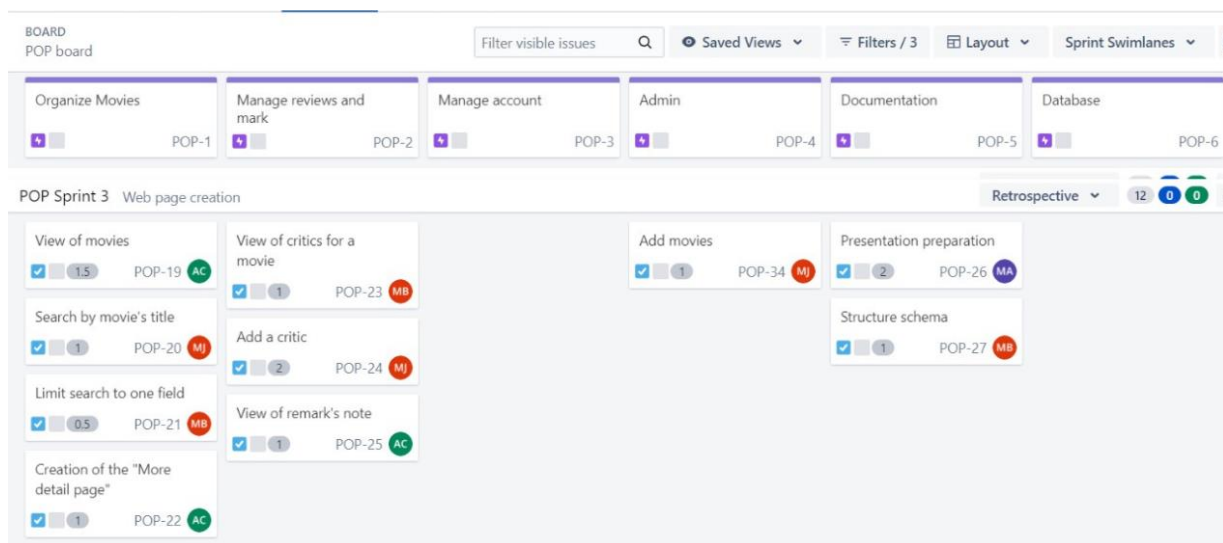 BOARD
POP board
Filter visible issues
Saved Views
Filters / 3
Layout
Sprint Swimlanes
Organize Movies
POP-1
Manage reviews and
mark
POP-2
Manage account
POP-3
Admin
POP-4
Documentation
POP-5
Database
POP-6
POP Sprint 3 Web page creation
Retrospective
12 0 0
View of movies
1.5 POP-19 AC
Search by movie's title
1 POP-20 MJ
Limit search to one field
0.5 POP-21 MB
Creation of the "More
detail page"
1 POP-22 AC
View of critics for a
movie
1 POP-23 MB
Add a critic
2 POP-24 MJ
View of remark's note
1 POP-25 AC
Add movies
1 POP-34 MJ
Presentation preparation
2 POP-26 MA
Structure schema
1 POP-27 MB